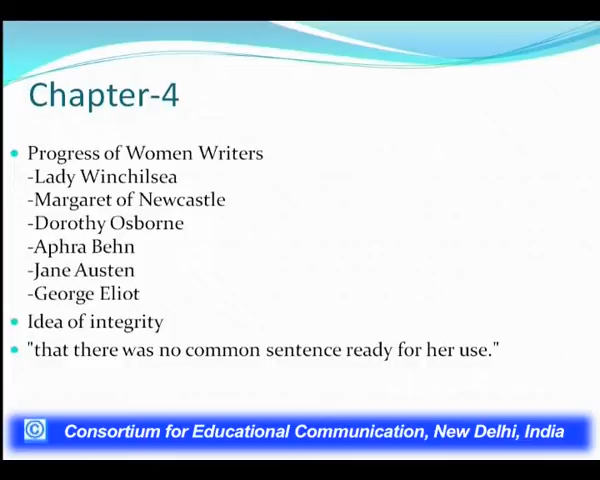 Chapter-4
Progress of Women Writers
-Lady Winchilsea
-Margaret of Newcastle
-Dorothy Osborne
-Aphra Behn
-Jane Austen
-George Eliot
Idea of integrity
"that there was no common sentence ready for her use."
© Consortium for Educational Communication, New Delhi, India